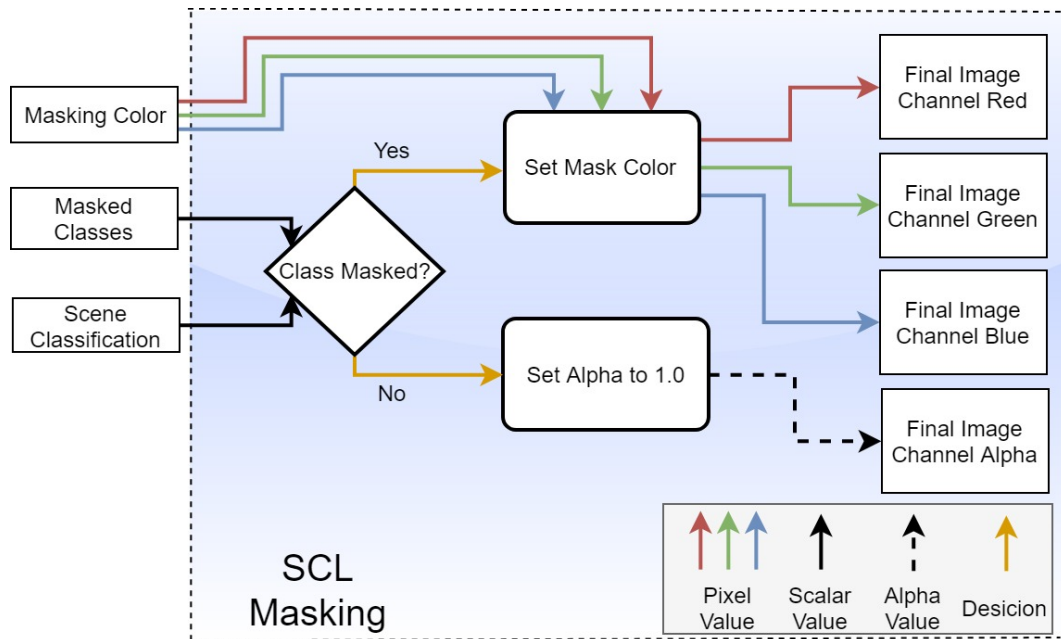 Masking Color
Masked
Classes
Scene
Classification
Yes
Class Masked?
No
Set Mask Color
Set Alpha to 1.0
Final Image
Channel Red
Final Image
Channel Green
Final Image
Channel Blue
Final Image
Channel Alpha
SCL
Masking
Pixel
Value
Scalar
Value
Alpha
Value
Desicion